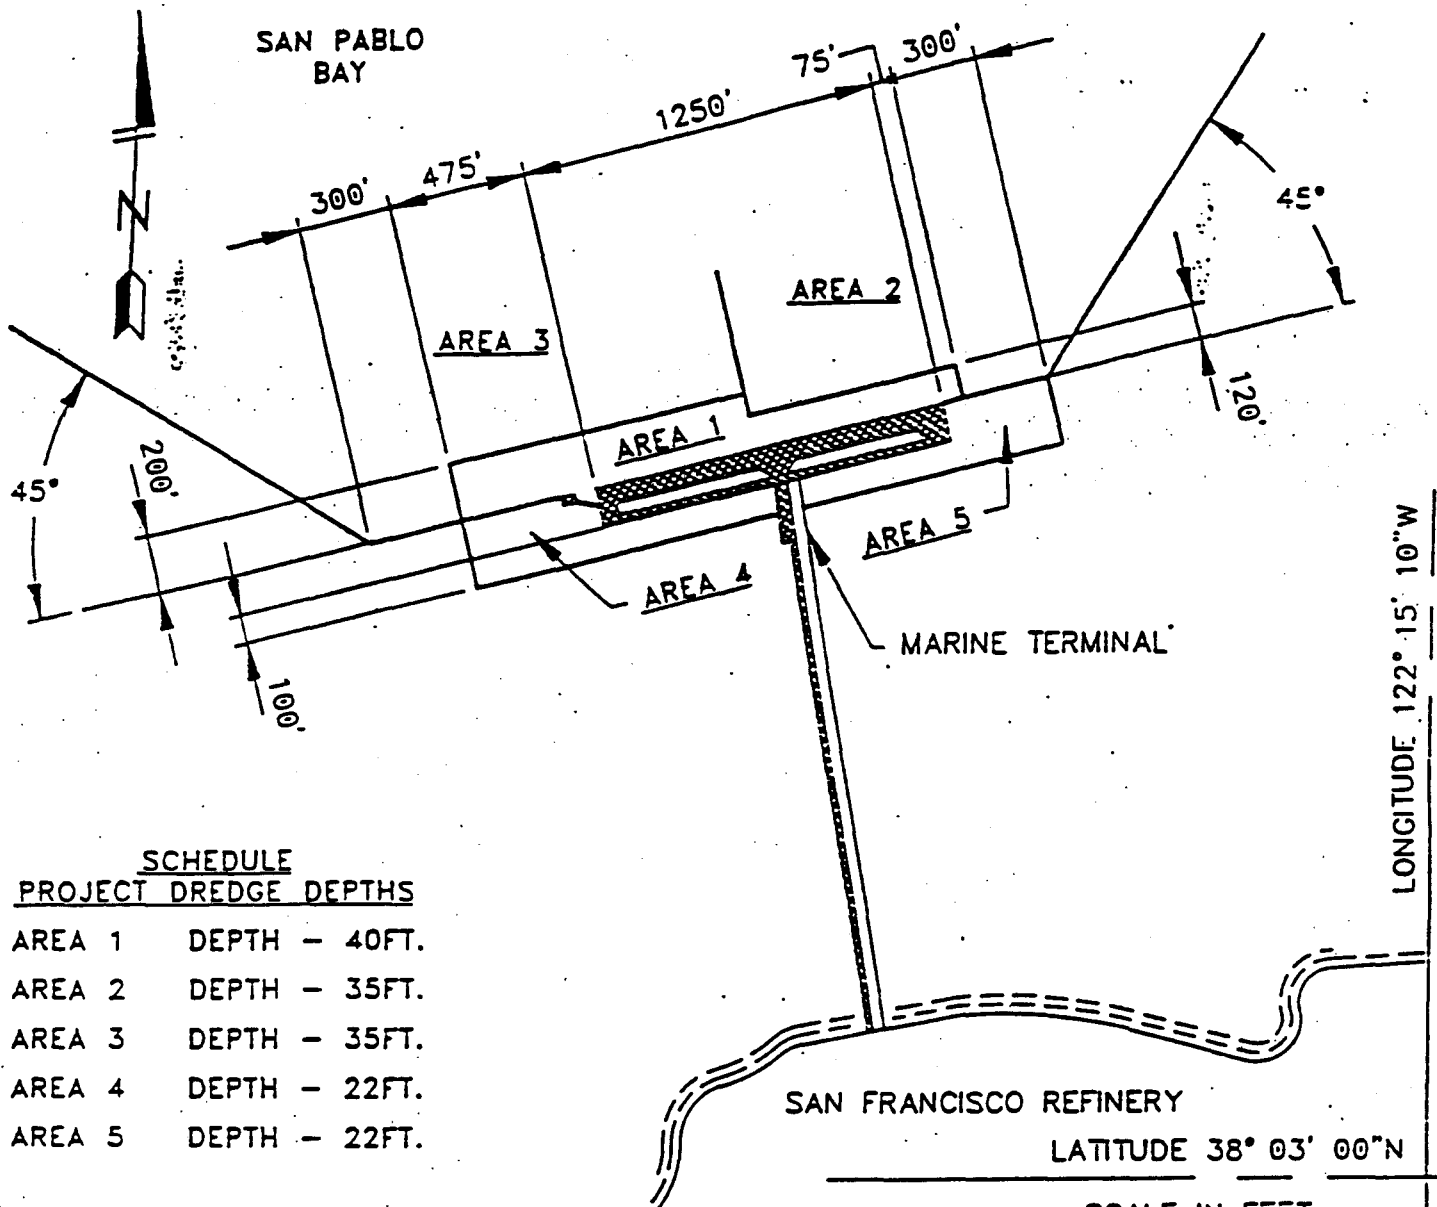 SAN PABLO
BAY
N
300'
475'
1250'
75'
300'
45°
AREA 2
AREA 3
AREA 1
120'
200'
45°
AREA 5
AREA 4
MARINE TERMINAL
100'
LONGITUDE 122° 15' 10"W
SCHEDULE
PROJECT DREDGE DEPTHS
AREA 1 DEPTH - 40FT.
AREA 2 DEPTH - 35FT.
AREA 3 DEPTH - 35FT.
AREA 4 DEPTH - 22FT.
AREA 5 DEPTH - 22FT.
SAN FRANCISCO REFINERY
LATITUDE 38° 03' 00"N
SCALE IN FEET